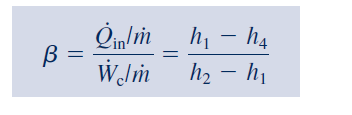 β = (Q̇in/ṁ)/(Ẇc/ṁ) = (h1 − h4)/(h2 − h1)